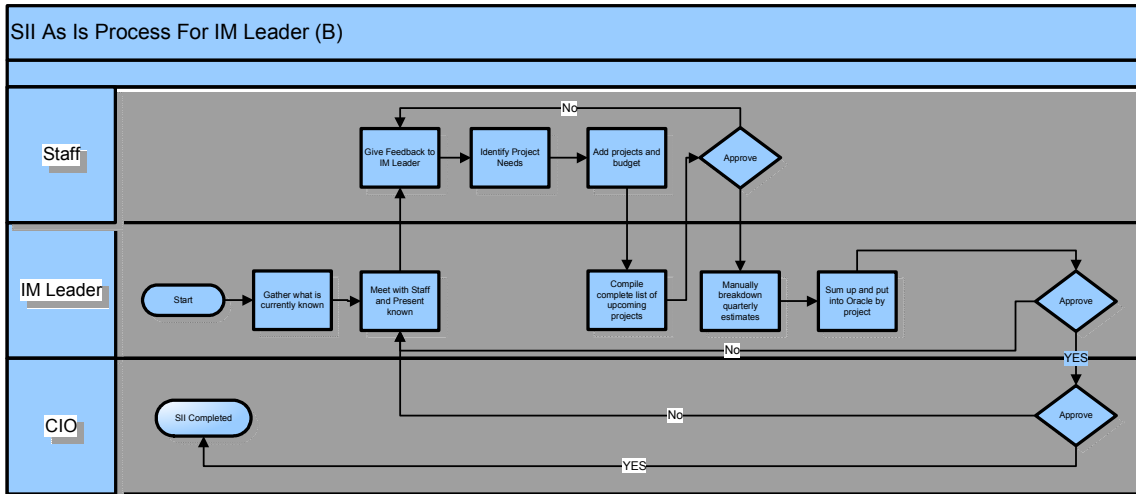 SII As Is Process For IM Leader (B)
No
Staff
Give Feedback to
IM Leader
Identify Project
Needs
Add projects and
budget
Approve
IM Leader
Start
Gather what is
currently known
Meet with Staff
and Present
known
Compile
complete list of
upcoming
projects
Manually
breakdown
quarterly
estimates
Sum up and put
into Oracle by
project
Approve
No
YES
CIO
SII Completed
No
Approve
YES